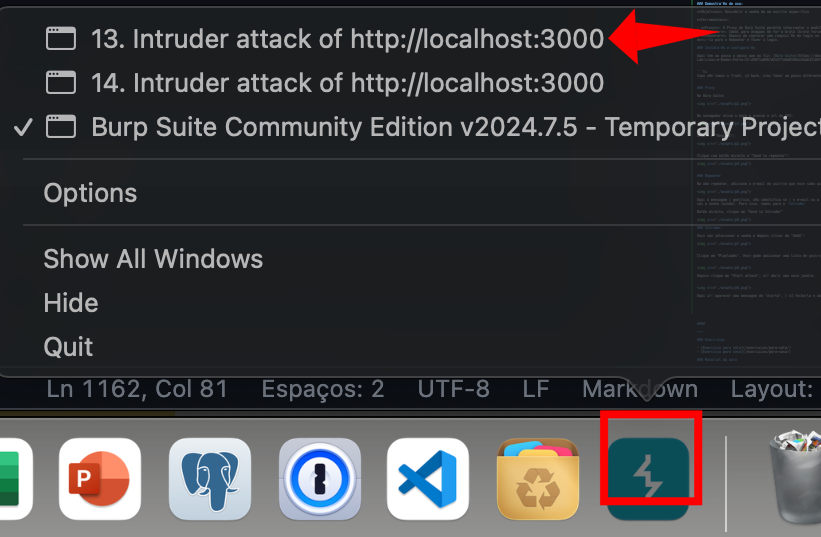 13. Intruder attack of http://localhost:3000
14. Intruder attack of http://localhost:3000
Burp Suite Community Edition v2024.7.5 - Temporary Project
Options
Show All Windows
Hide
Quit
Ln 1162, Col 81 Espaços: 2 UTF-8 LF Markdown Layout:
P